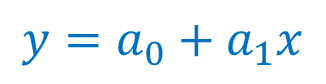 y = a₀ + a₁x